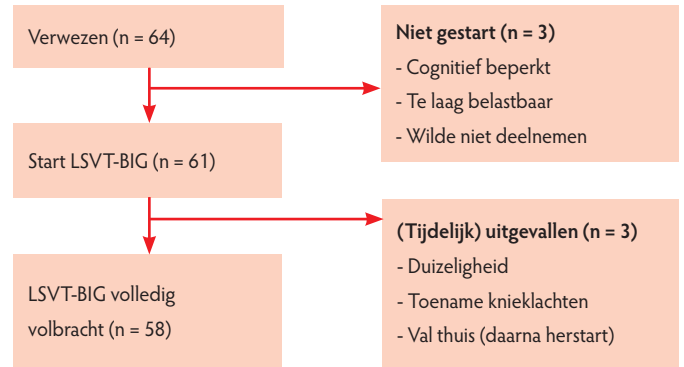 Verwezen (n = 64)
Niet gestart (n = 3)
- Cognitief beperkt
- Te laag belastbaar
- Wilde niet deelnemen
Start LSVT-BIG (n = 61)
(Tijdelijk) uitgevallen (n = 3)
- Duizeligheid
- Toename knieklachten
- Val thuis (daarna herstart)
LSVT-BIG volledig
volbracht (n = 58)